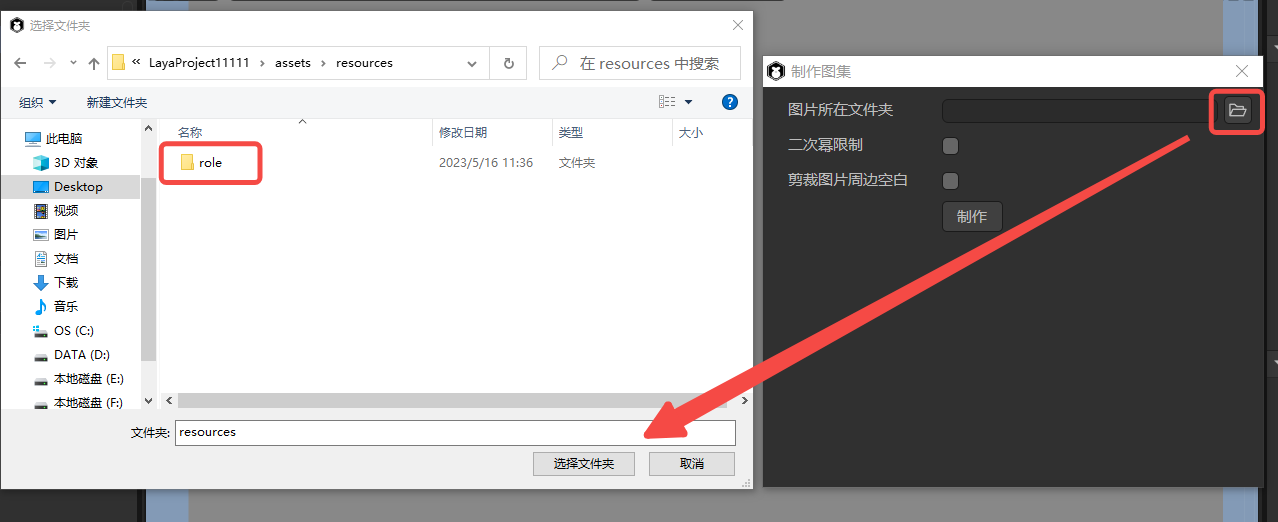 选择文件夹
« LayaProject11111 › assets › resources
在 resources 中搜索
组织 新建文件夹
名称 修改日期 类型 大小
此电脑
3D 对象
Desktop
视频
图片
文档
下载
音乐
OS (C:)
DATA (D:)
本地磁盘 (E:)
本地磁盘 (F:)
role 2023/5/16 11:36 文件夹
文件夹: resources
选择文件夹 取消
制作图集
图片所在文件夹
二次幂限制
剪裁图片周边空白
制作